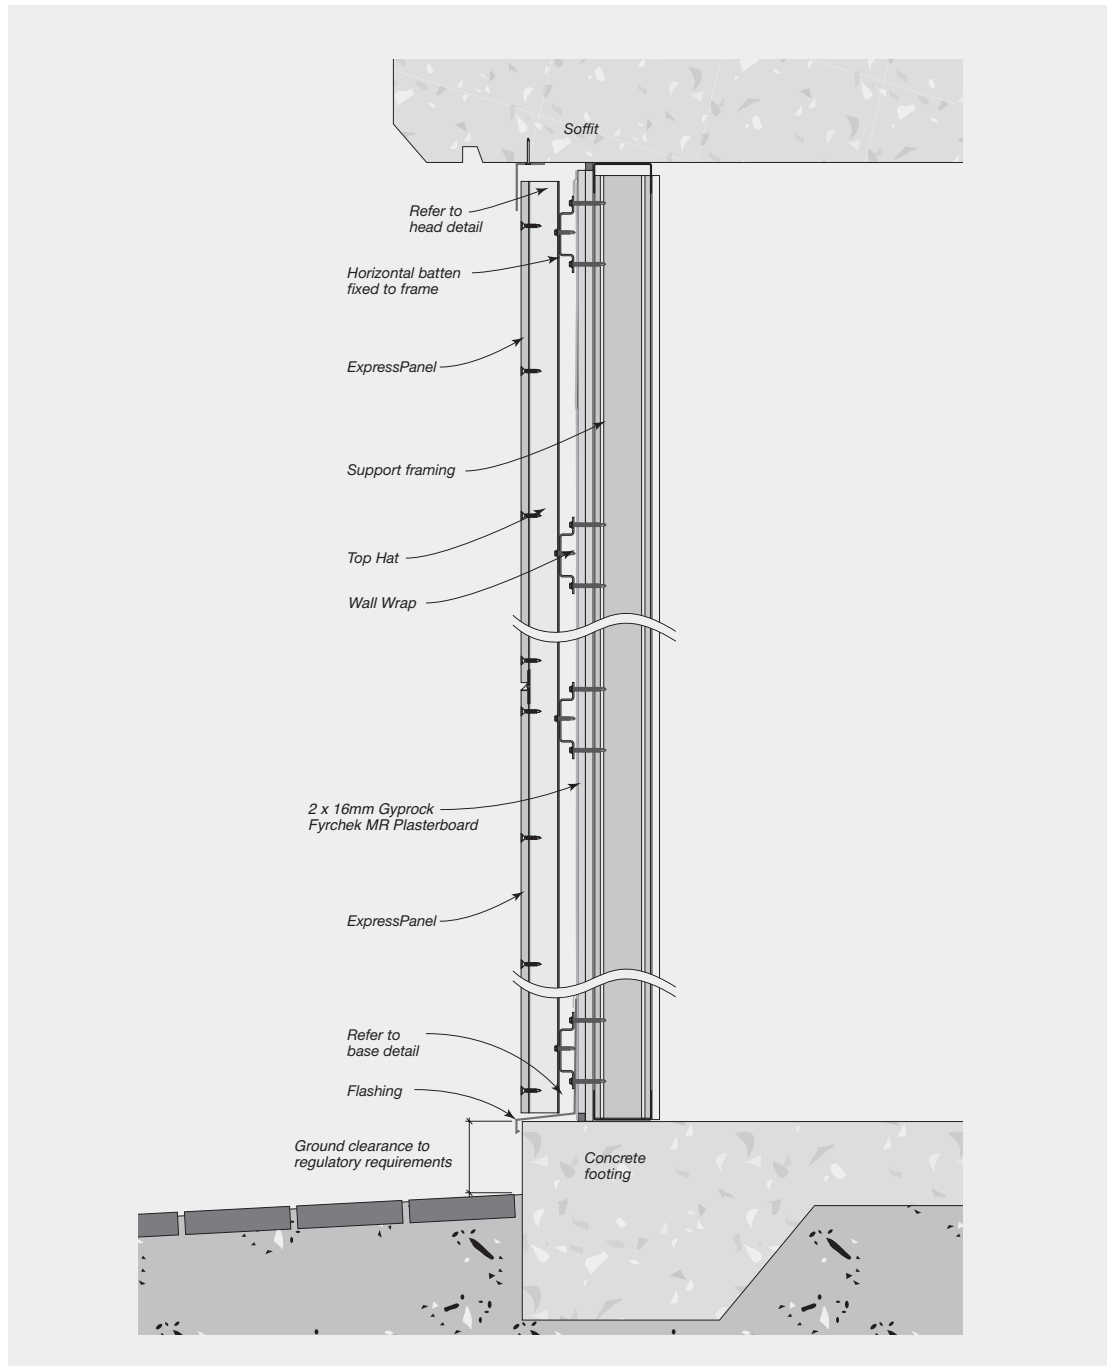 Soffit
Refer to
head detail
Horizontal batten
fixed to frame
ExpressPanel
Support framing
Top Hat
Wall Wrap
2 x 16mm Gyprock
Fyrchek MR Plasterboard
ExpressPanel
Refer to
base detail
Flashing
Ground clearance to
regulatory requirements
Concrete
footing